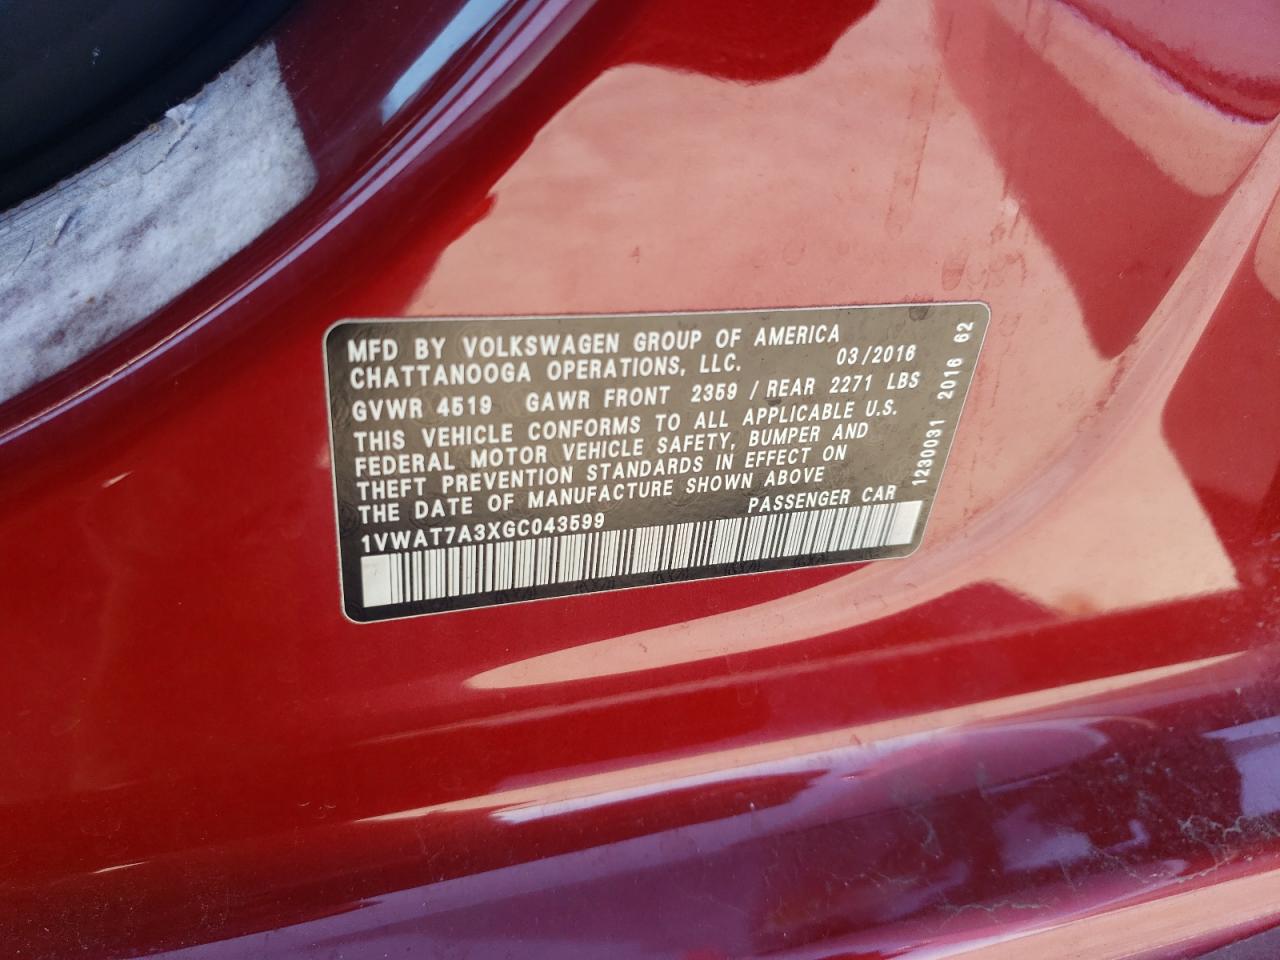 MFD BY VOLKSWAGEN GROUP OF AMERICA
CHATTANOOGA OPERATIONS, LLC. 03/2016
GVWR 4519 GAWR FRONT 2359 / REAR 2271 LBS
THIS VEHICLE CONFORMS TO ALL APPLICABLE U.S.
FEDERAL MOTOR VEHICLE SAFETY, BUMPER AND
THEFT PREVENTION STANDARDS IN EFFECT ON
THE DATE OF MANUFACTURE SHOWN ABOVE
PASSENGER CAR
1VWAT7A3XGC043599
1230031 2016 62